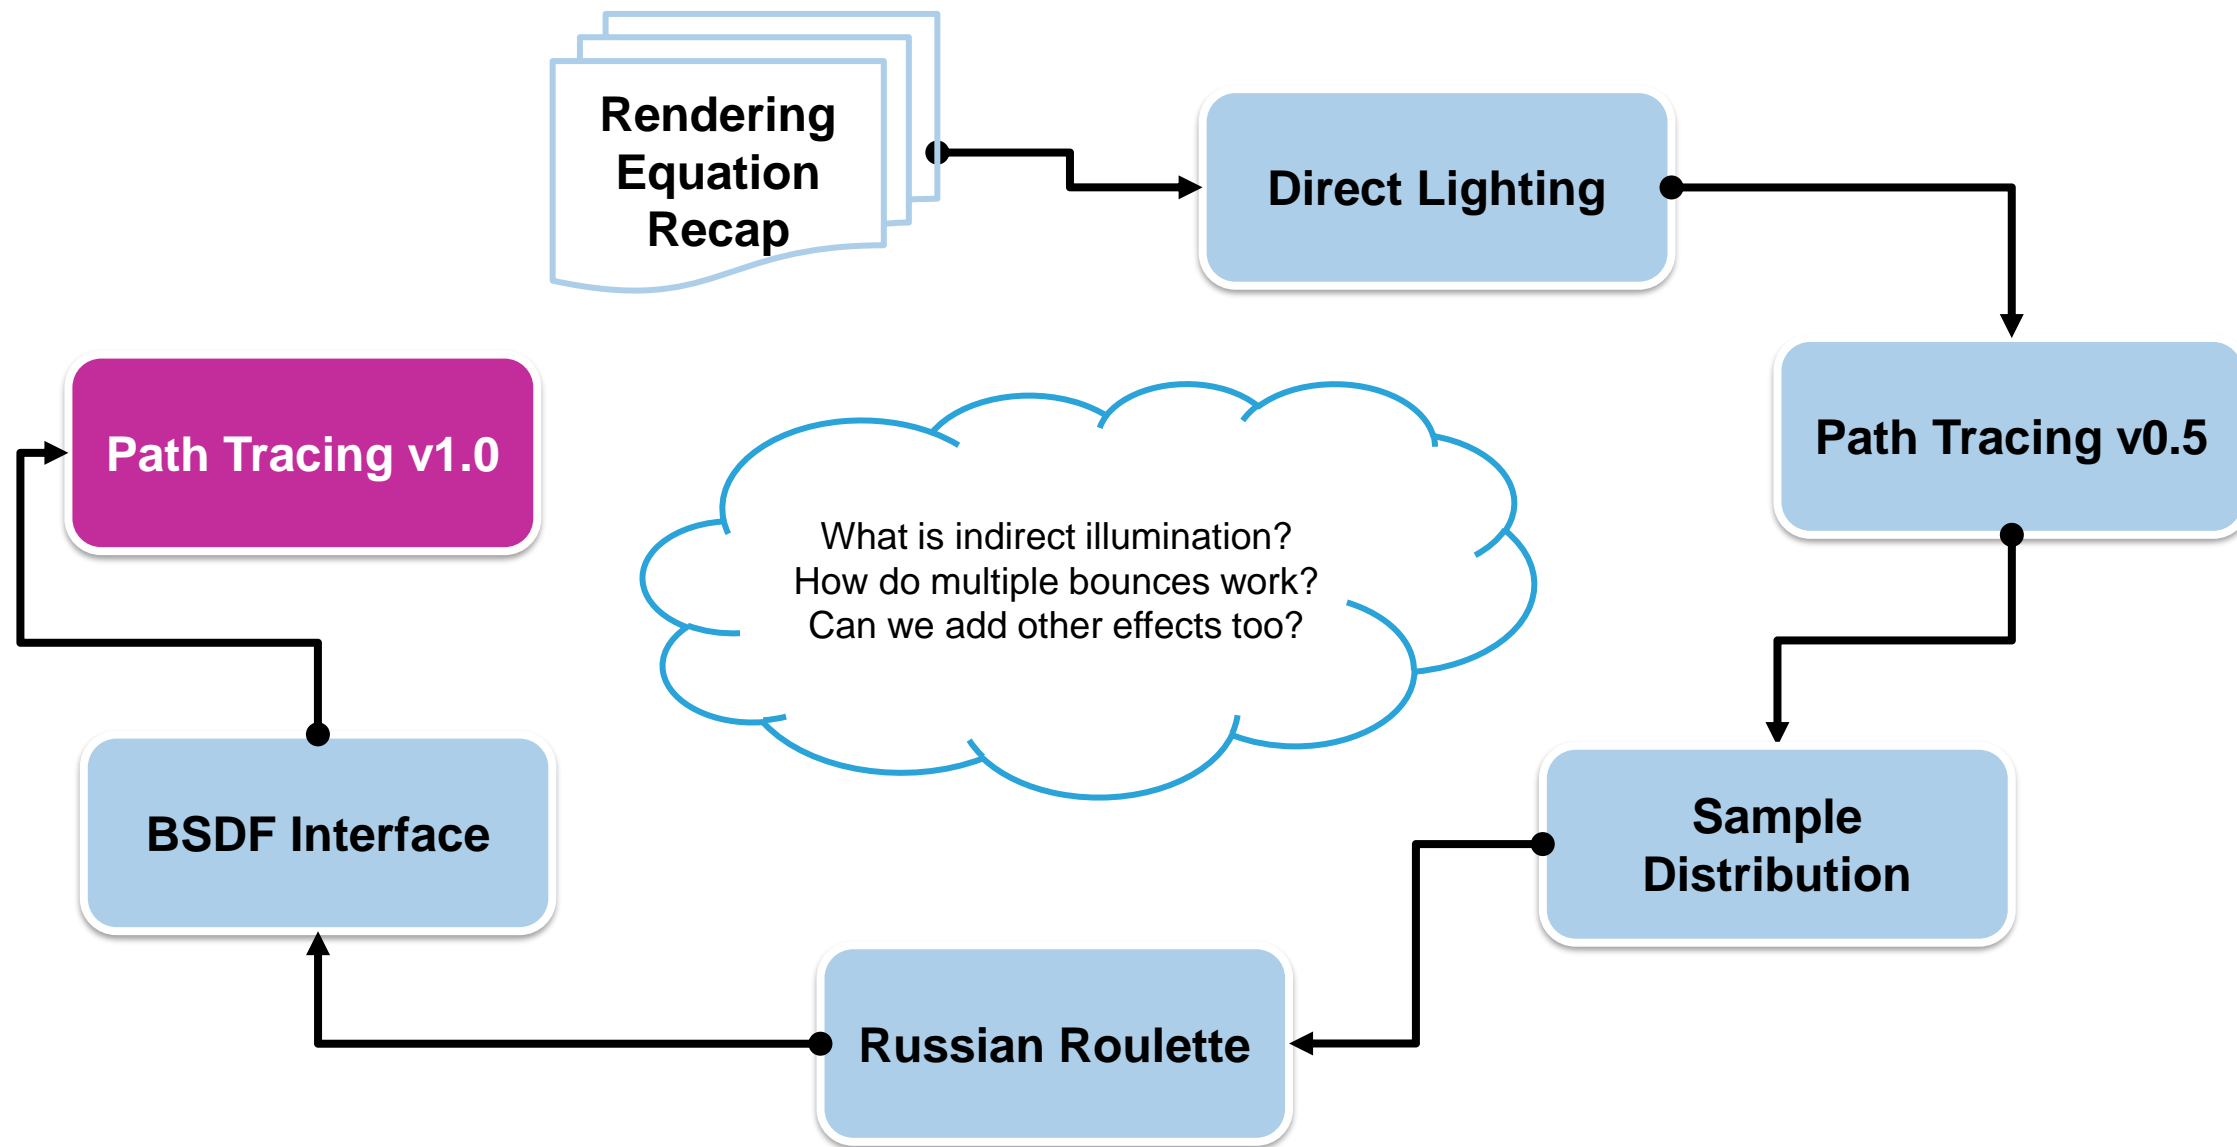 Rendering
Equation
Recap
Direct Lighting
Path Tracing v1.0
Path Tracing v0.5
What is indirect illumination?
How do multiple bounces work?
Can we add other effects too?
BSDF Interface
Sample
Distribution
Russian Roulette